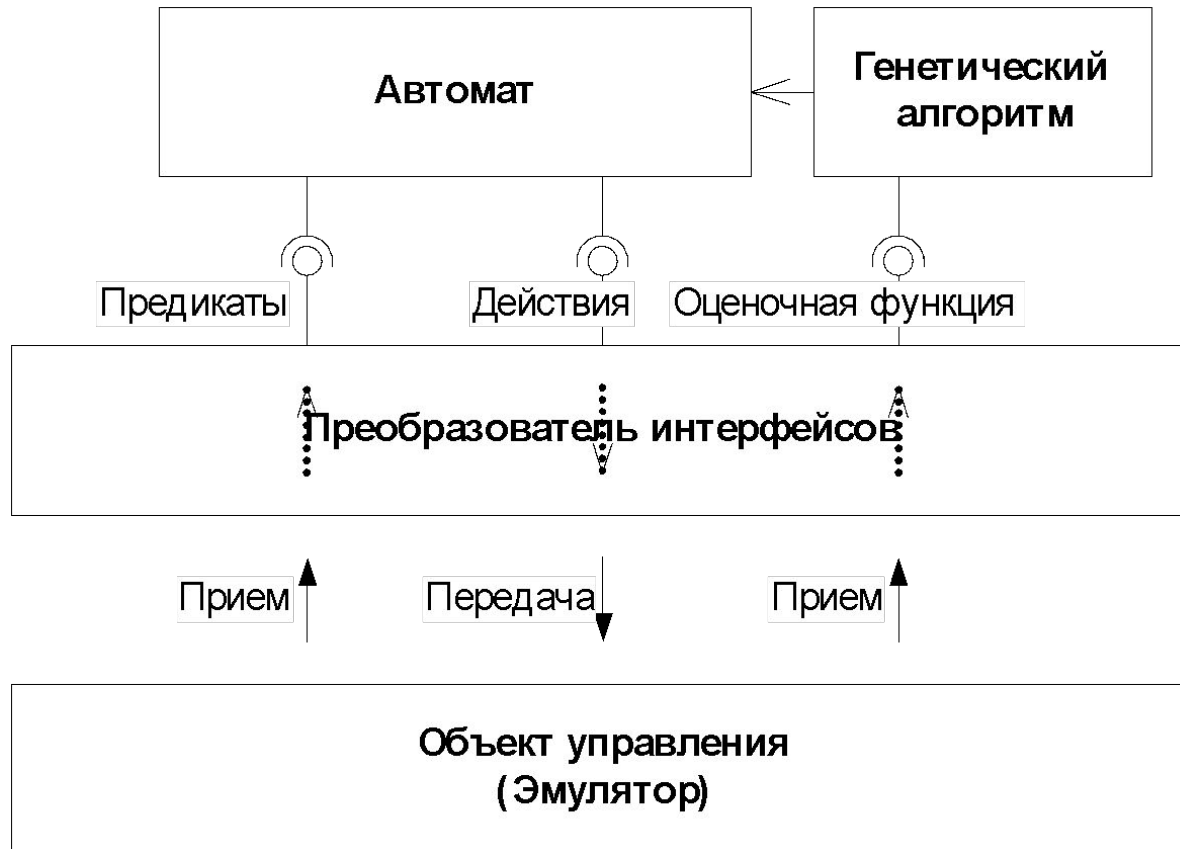 Автомат
Генетический
алгоритм
Предикаты
Действия
Оценочная функция
Преобразователь интерфейсов
Прием
Передача
Прием
Объект управления
(Эмулятор)